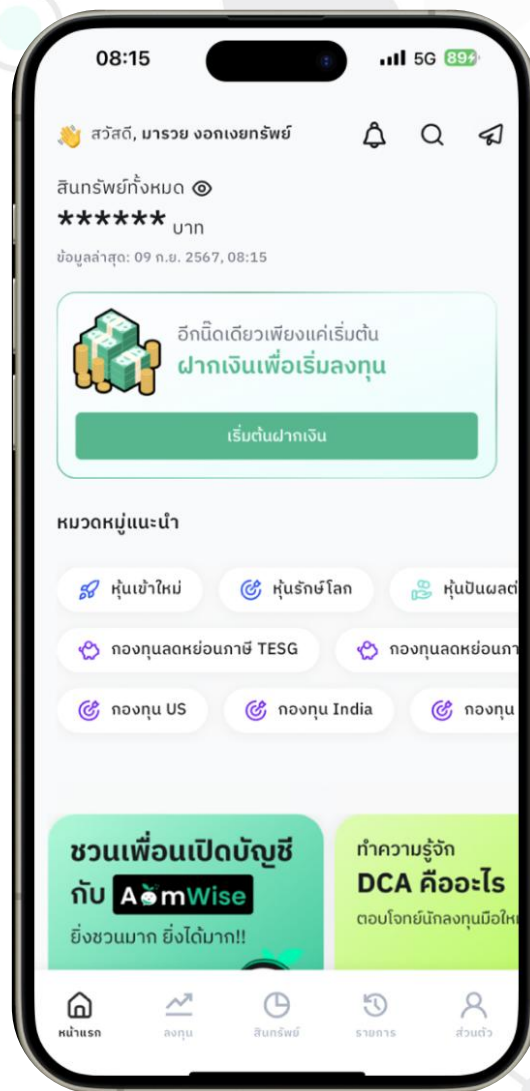 08:15
5G 89
👋 สวัสดี, มารวย งอกเงยทรัพย์
สินทรัพย์ทั้งหมด
****** บาท
ข้อมูลล่าสุด: 09 ก.ย. 2567, 08:15
อีกนิ๊ดเดียวเพียงแค่เริ่มต้น
ฝากเงินเพื่อเริ่มลงทุน
เริ่มต้นฝากเงิน
หมวดหมู่แนะนำ
หุ้นเข้าใหม่ หุ้นรักษ์โลก หุ้นปันผลต่
กองทุนลดหย่อนภาษี TESG กองทุนลดหย่อนภา
กองทุน US กองทุน India กองทุน
ชวนเพื่อนเปิดบัญชี
กับ AomWise
ยิ่งชวนมาก ยิ่งได้มาก!!
ทำความรู้จัก
DCA คืออะไร
ตอบโจทย์นักลงทุนมือให
หน้าแรก ลงทุน สินทรัพย์ รายการ ส่วนตัว